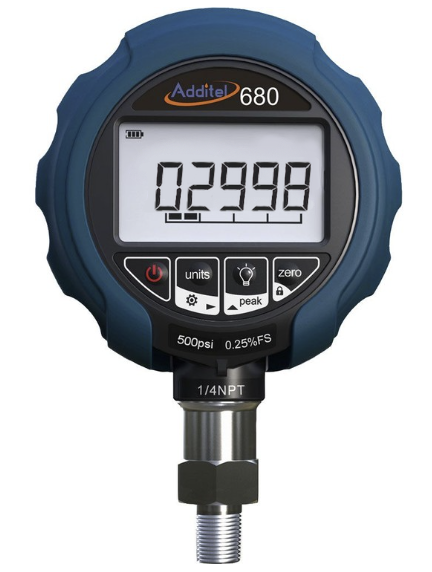 Additel 680
02998
units
zero
peak
500psi 0.25%FS
1/4NPT